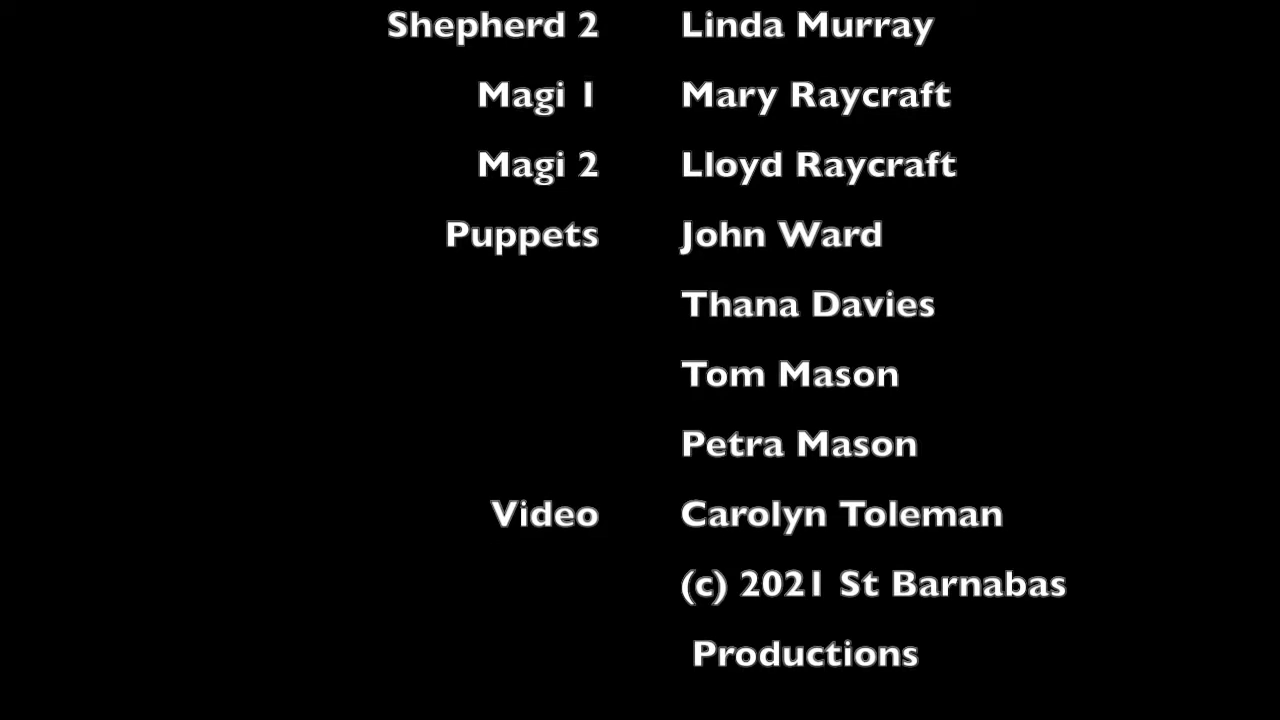 Shepherd 2 Linda Murray
Magi 1 Mary Raycraft
Magi 2 Lloyd Raycraft
Puppets John Ward
Thana Davies
Tom Mason
Petra Mason
Video Carolyn Toleman
(c) 2021 St Barnabas
Productions